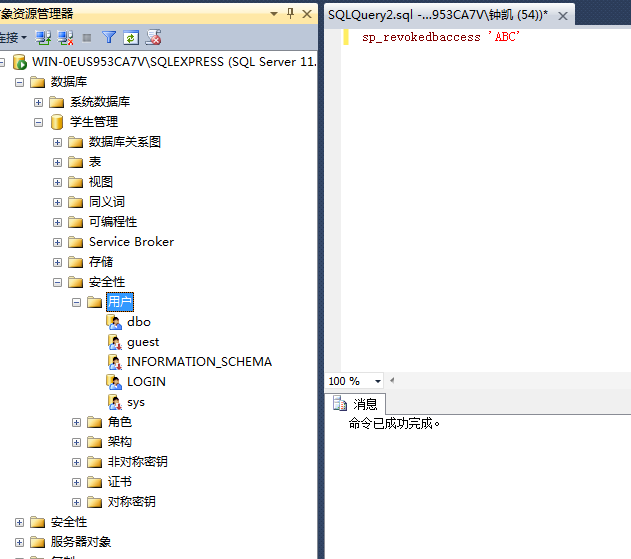 对象资源管理器
连接
WIN-0EUS953CA7V\SQLEXPRESS (SQL Server 11.
数据库
系统数据库
学生管理
数据库关系图
表
视图
同义词
可编程性
Service Broker
存储
安全性
用户
dbo
guest
INFORMATION_SCHEMA
LOGIN
sys
角色
架构
非对称密钥
证书
对称密钥
安全性
服务器对象
SQLQuery2.sql -...953CA7V\钟凯 (54))*
sp_revokedbaccess 'ABC'
100 %
消息
命令已成功完成。